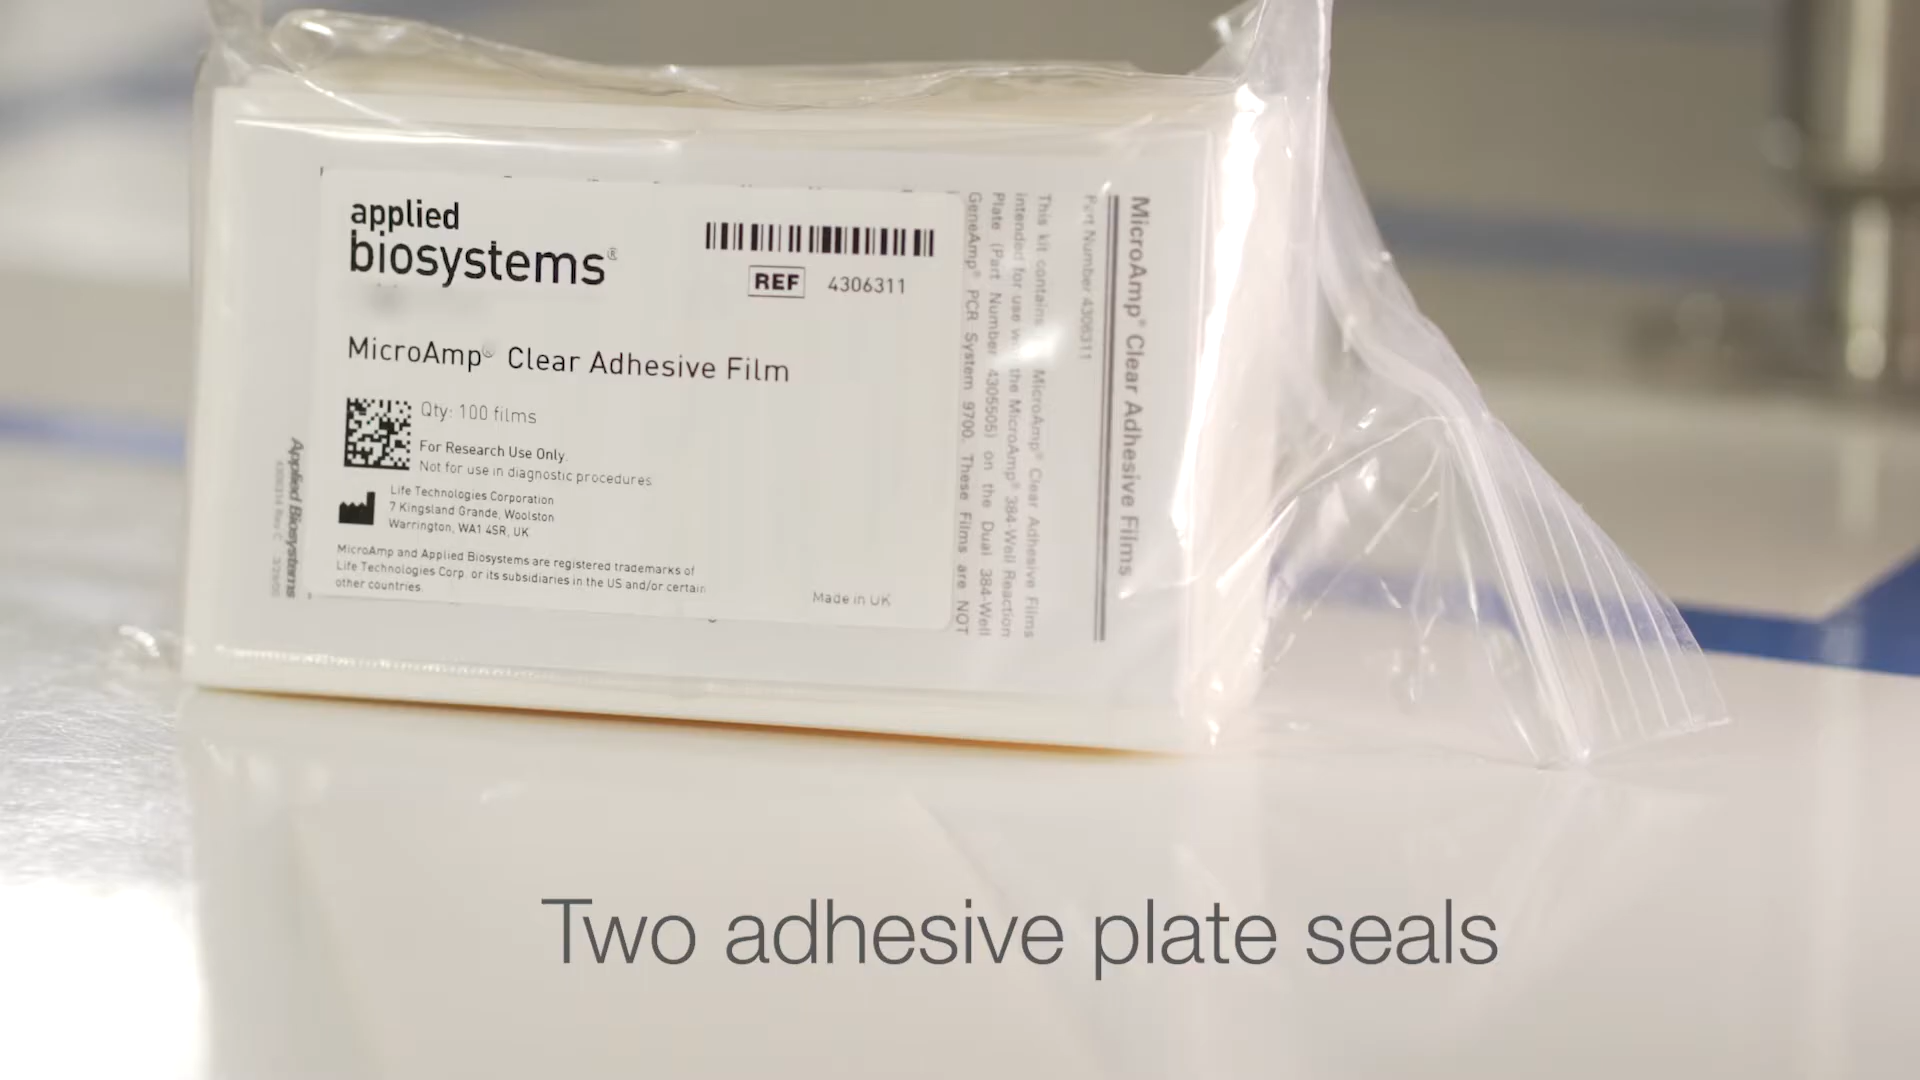 applied
biosystems®
REF 4306311
MicroAmp® Clear Adhesive Film
Qty: 100 films
For Research Use Only.
Not for use in diagnostic procedures.
Life Technologies Corporation
7 Kingsland Grande, Woolston
Warrington, WA1 4SR, UK
MicroAmp and Applied Biosystems are registered trademarks of
Life Technologies Corp. or its subsidiaries in the US and/or certain
other countries.
Made in UK
MicroAmp® Clear Adhesive Films
Part Number 4306311
This kit contains MicroAmp® Clear Adhesive Films
intended for use the MicroAmp® 384-Well Reaction
Plate (Part Number 4305505) on the Dual 384-Well
GeneAmp® PCR System 9700. These Films are NOT
Applied Biosystems
Two adhesive plate seals